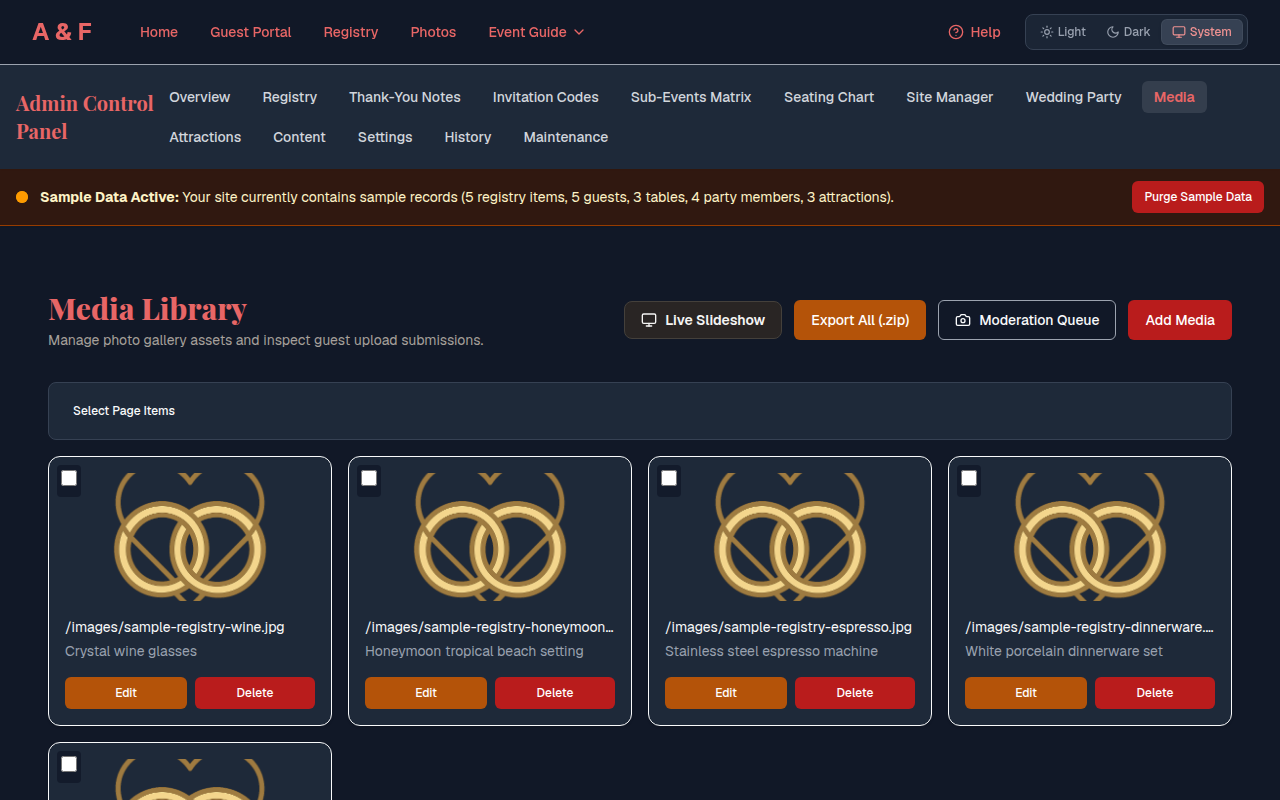 A & F
Home
Guest Portal
Registry
Photos
Event Guide
Help
Light
Dark
System
Admin Control
Panel
Overview
Registry
Thank-You Notes
Invitation Codes
Sub-Events Matrix
Seating Chart
Site Manager
Wedding Party
Media
Attractions
Content
Settings
History
Maintenance
Sample Data Active: Your site currently contains sample records (5 registry items, 5 guests, 3 tables, 4 party members, 3 attractions).
Purge Sample Data
Media Library
Manage photo gallery assets and inspect guest upload submissions.
Live Slideshow
Export All (.zip)
Moderation Queue
Add Media
Select Page Items
/images/sample-registry-wine.jpg
Crystal wine glasses
Edit
Delete
/images/sample-registry-honeymoon...
Honeymoon tropical beach setting
Edit
Delete
/images/sample-registry-espresso.jpg
Stainless steel espresso machine
Edit
Delete
/images/sample-registry-dinnerware....
White porcelain dinnerware set
Edit
Delete